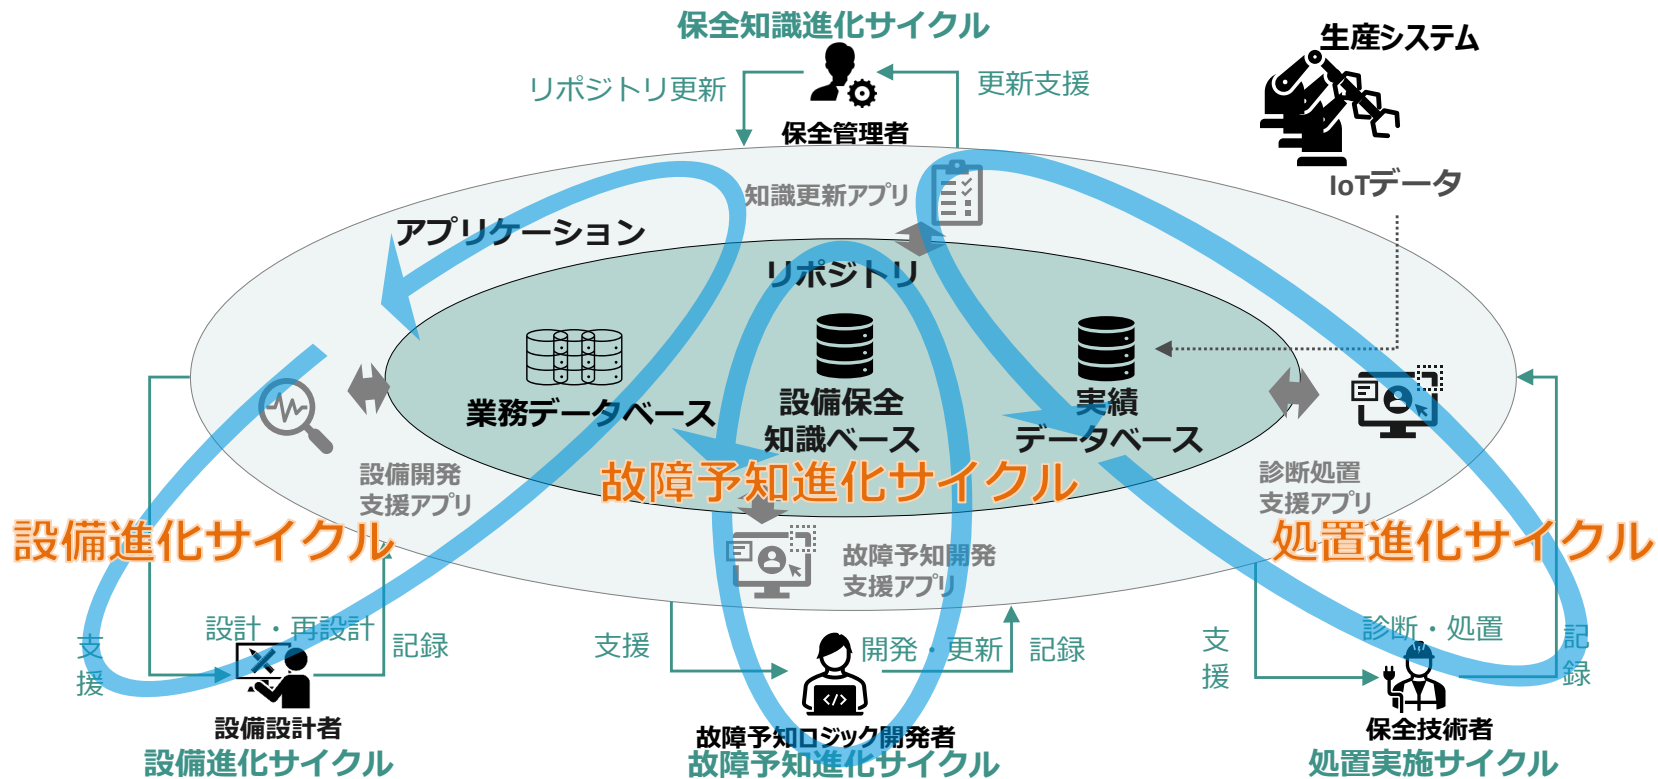 保全知識進化サイクル
生産システム
リポジトリ更新
更新支援
保全管理者
IoTデータ
知識更新アプリ
アプリケーション
リポジトリ
業務データベース
設備保全
知識ベース
実績
データベース
設備開発
支援アプリ
故障予知進化サイクル
診断処置
支援アプリ
設備進化サイクル
処置進化サイクル
故障予知開発
支援アプリ
支
援
設計・再設計
記録
支援
開発・更新
記録
支
援
診断・処置
記
録
設備設計者
設備進化サイクル
故障予知ロジック開発者
故障予知進化サイクル
保全技術者
処置実施サイクル